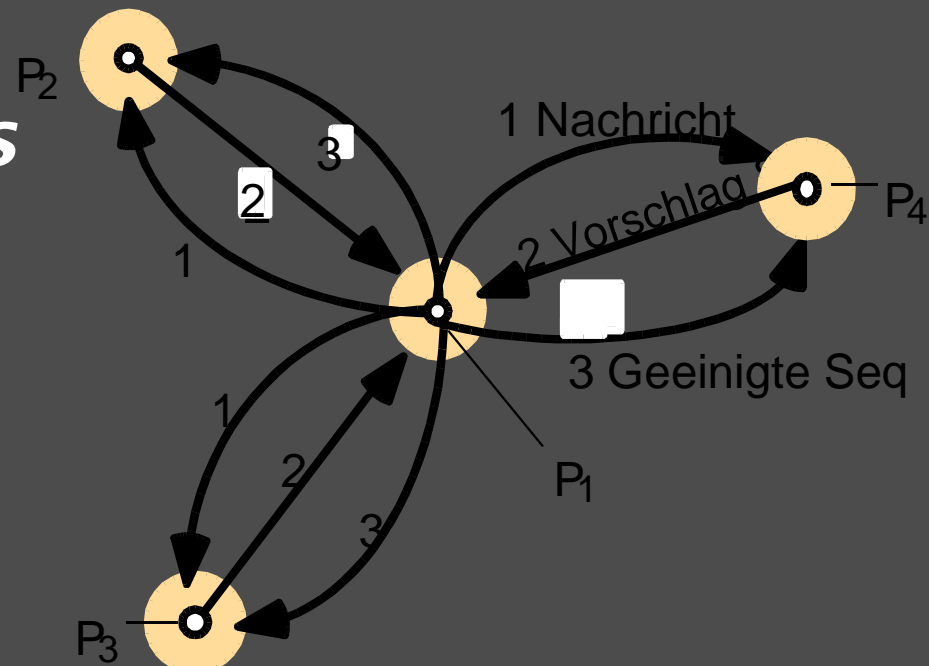 P2
s
3
1 Nachricht
2
2 Vorschlag
P4
1
3 Geeinigte Seq
1
2
P1
3
P3